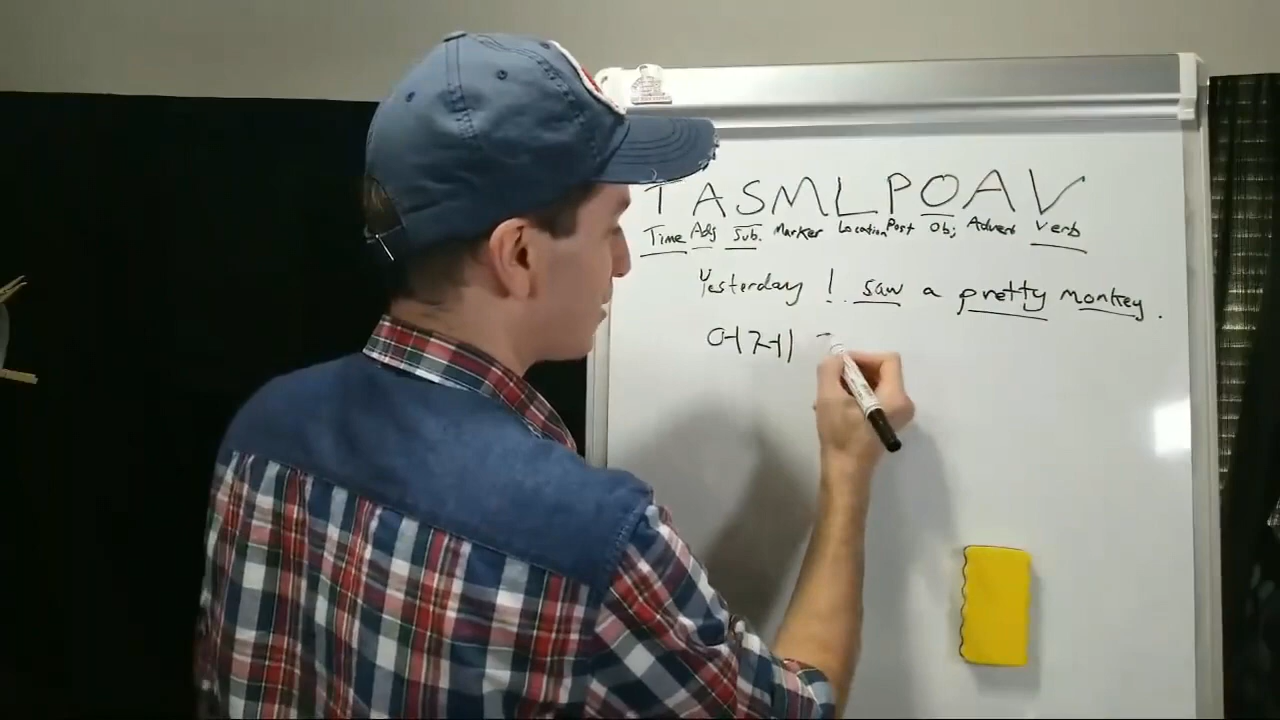 TASMLPOAV
Time Adj Sub. Marker Location Post Obj Adverb Verb
Yesterday I saw a pretty monkey.
어제